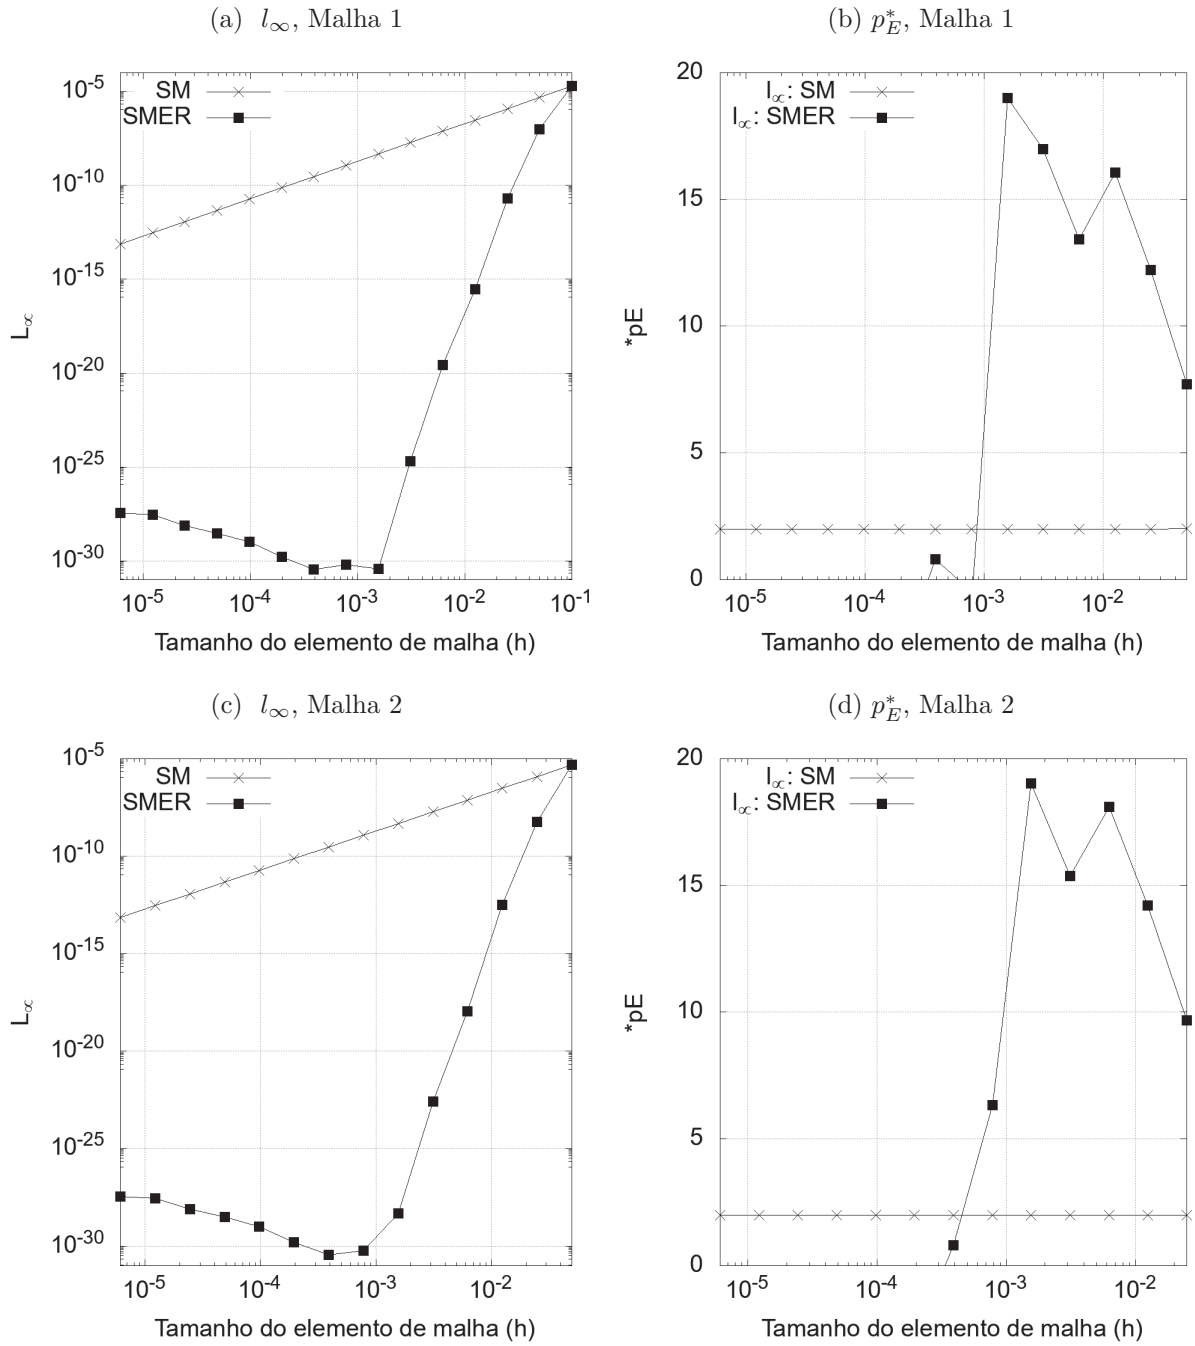 (a) l∞, Malha 1
SM
SMER
10-5
10-10
10-15
10-20
10-25
10-30
L∝
10-5 10-4 10-3 10-2 10-1
Tamanho do elemento de malha (h)
(b) p*E, Malha 1
l∝: SM
l∝: SMER
20
15
10
5
0
*pE
10-5 10-4 10-3 10-2
Tamanho do elemento de malha (h)
(c) l∞, Malha 2
SM
SMER
10-5
10-10
10-15
10-20
10-25
10-30
L∝
10-5 10-4 10-3 10-2
Tamanho do elemento de malha (h)
(d) p*E, Malha 2
l∝: SM
l∝: SMER
20
15
10
5
0
*pE
10-5 10-4 10-3 10-2
Tamanho do elemento de malha (h)